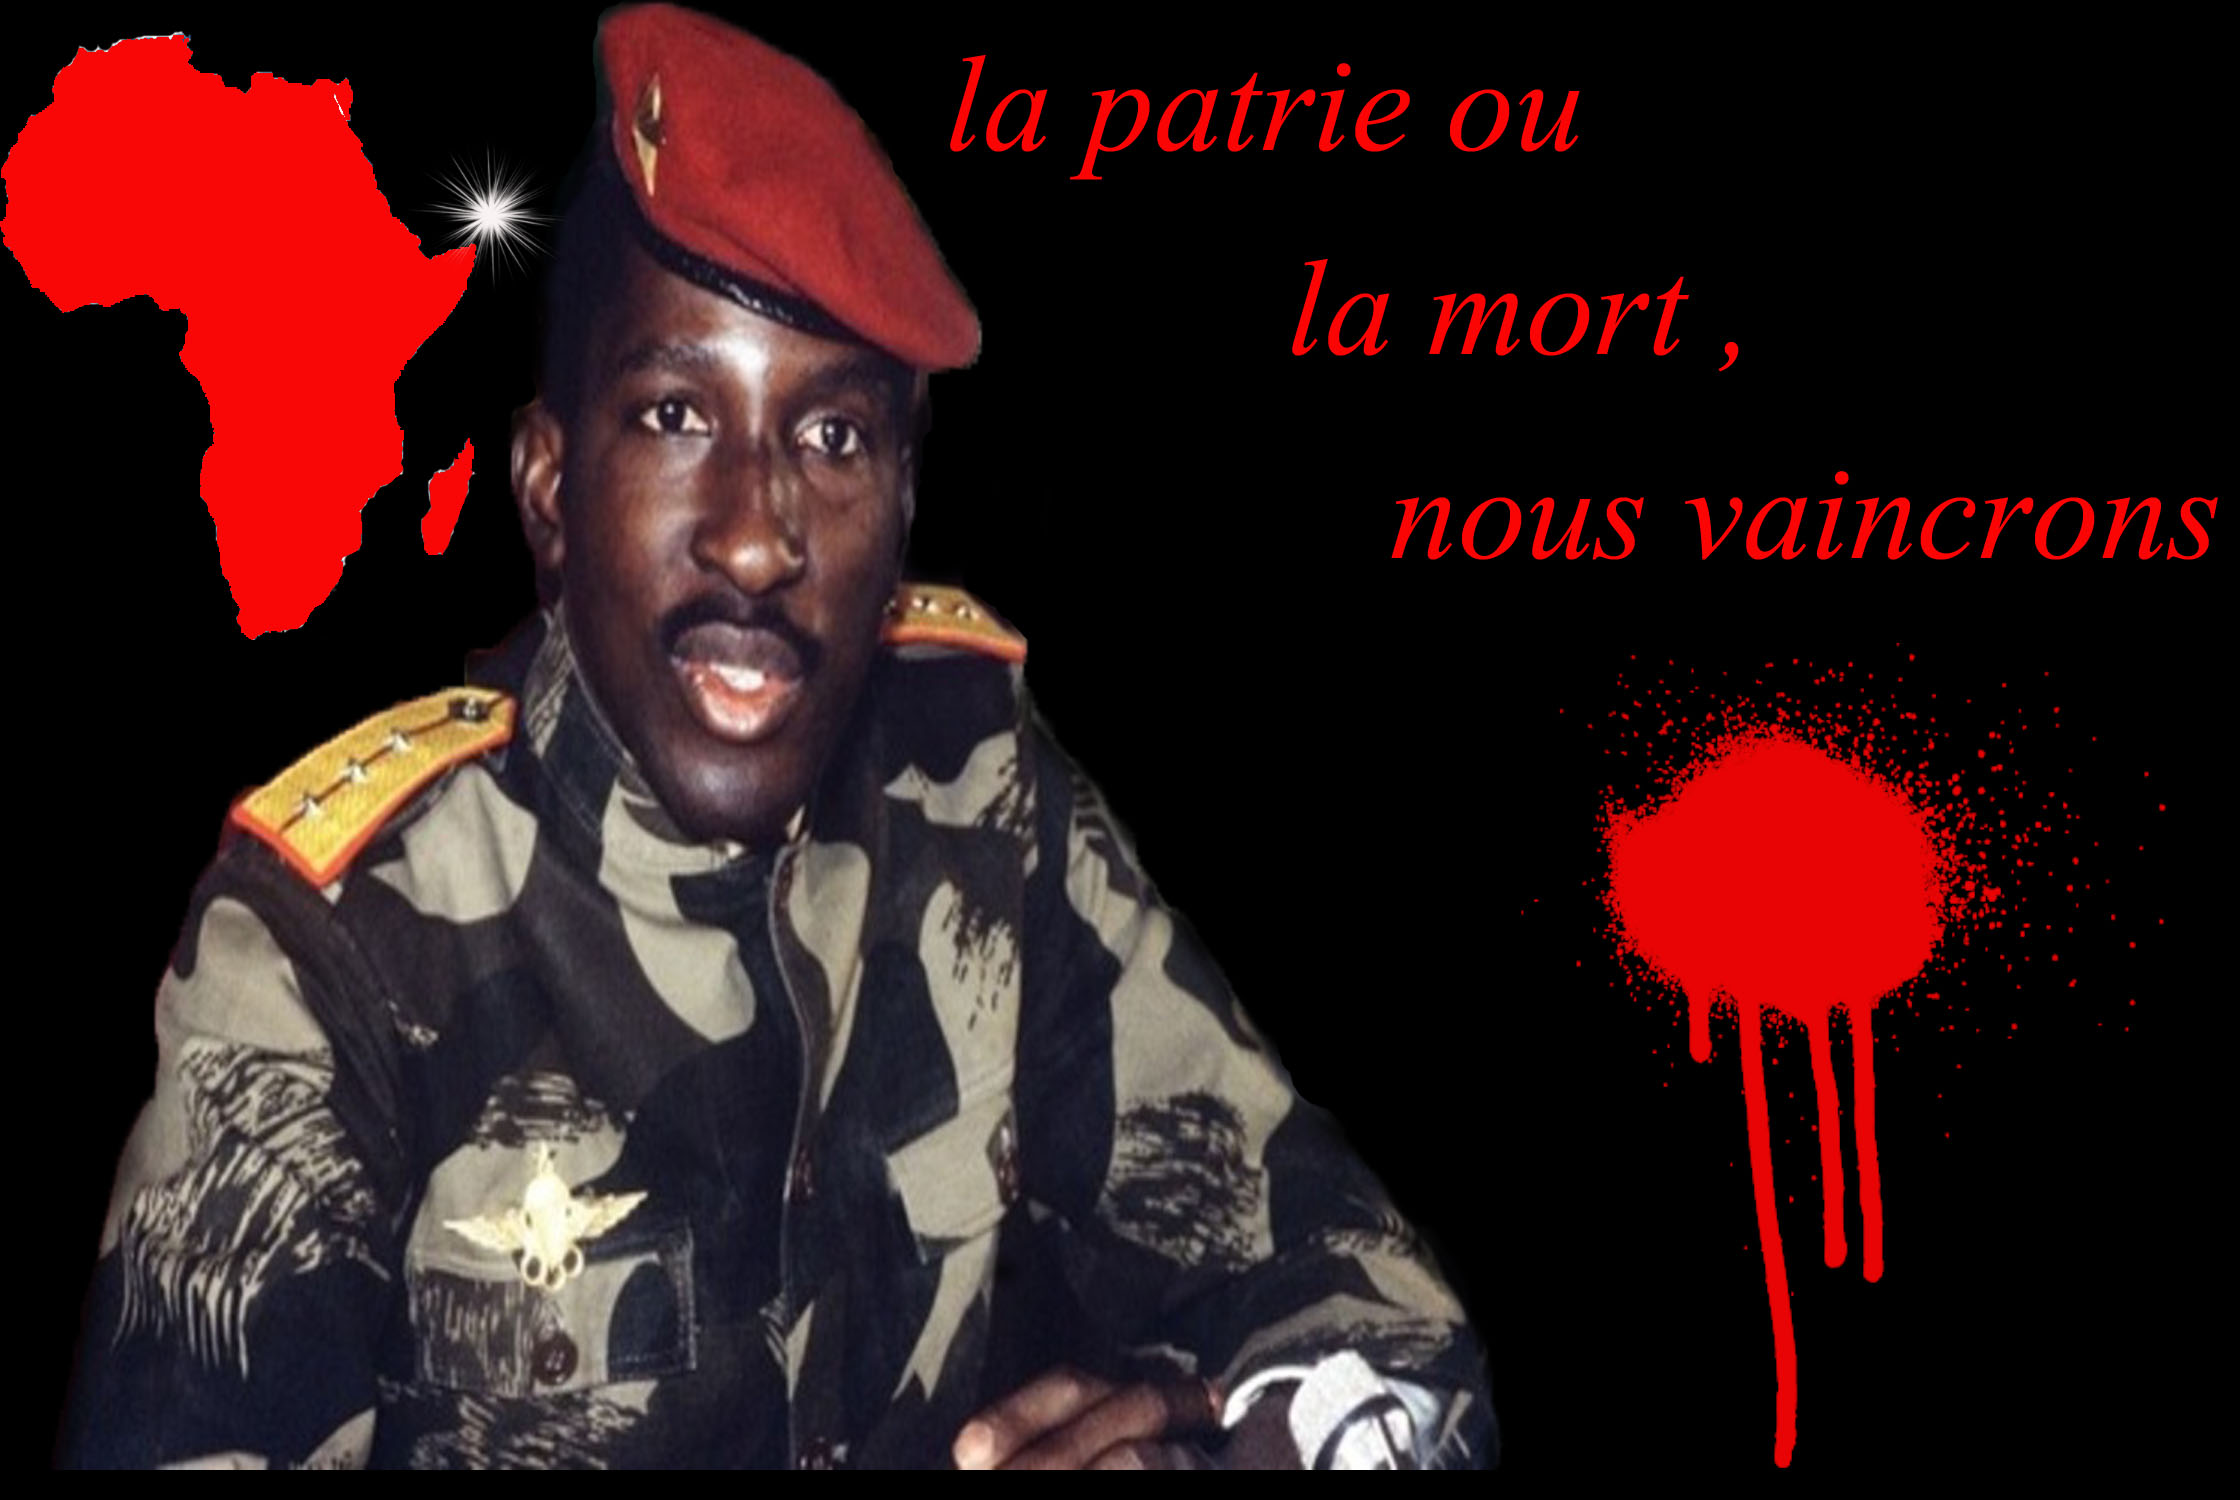 la patrie ou
la mort ,
nous vaincrons